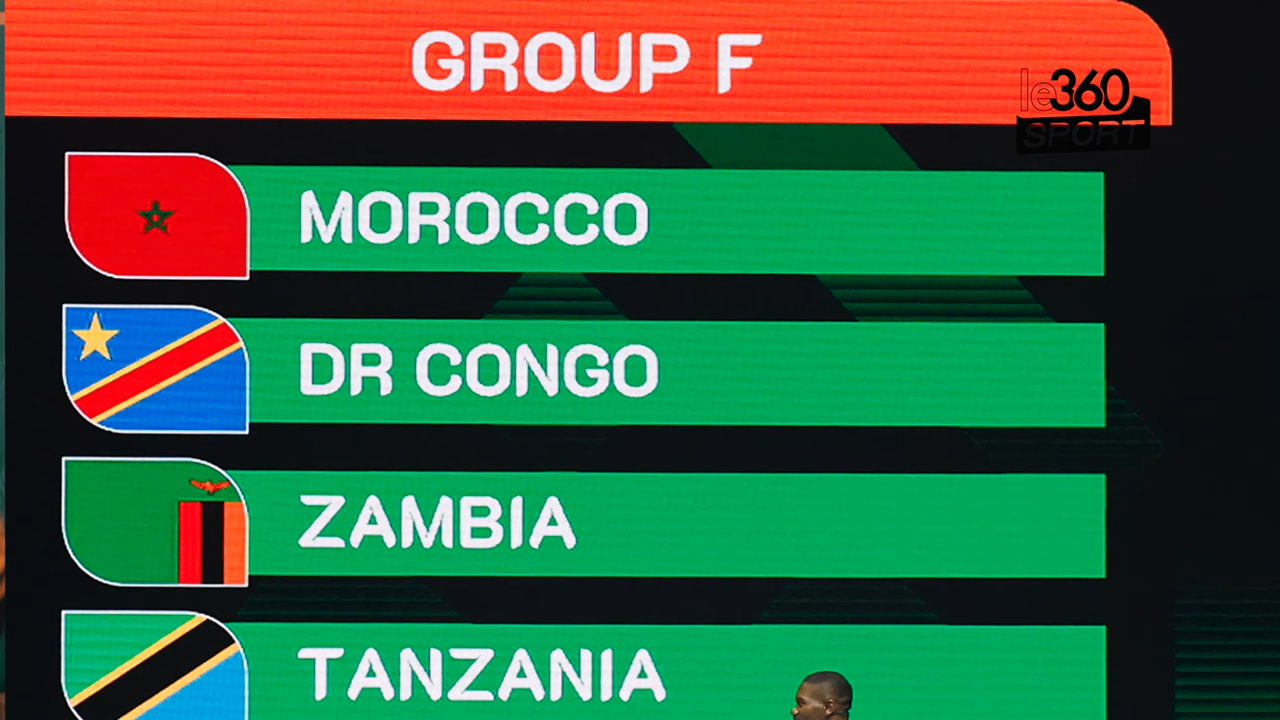 GROUP F
le360
SPORT
MOROCCO
DR CONGO
ZAMBIA
TANZANIA